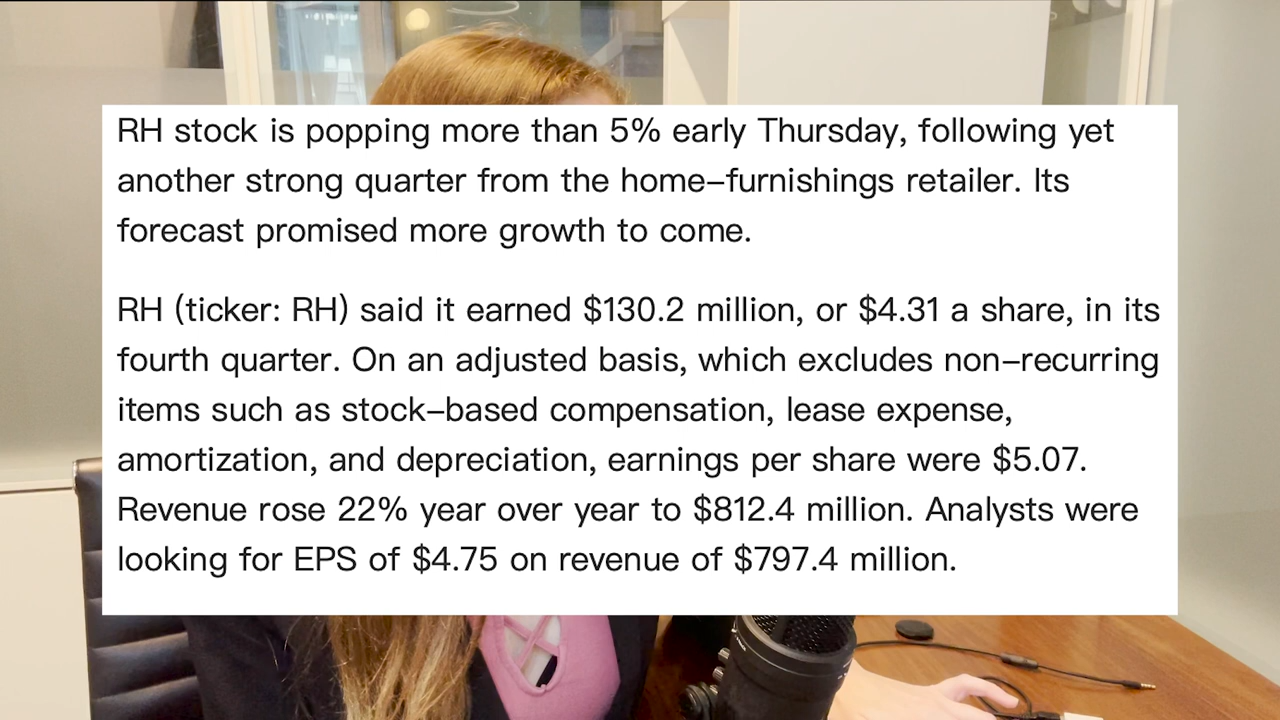 RH stock is popping more than 5% early Thursday, following yet
another strong quarter from the home–furnishings retailer. Its
forecast promised more growth to come.
RH (ticker: RH) said it earned $130.2 million, or $4.31 a share, in its
fourth quarter. On an adjusted basis, which excludes non–recurring
items such as stock–based compensation, lease expense,
amortization, and depreciation, earnings per share were $5.07.
Revenue rose 22% year over year to $812.4 million. Analysts were
looking for EPS of $4.75 on revenue of $797.4 million.